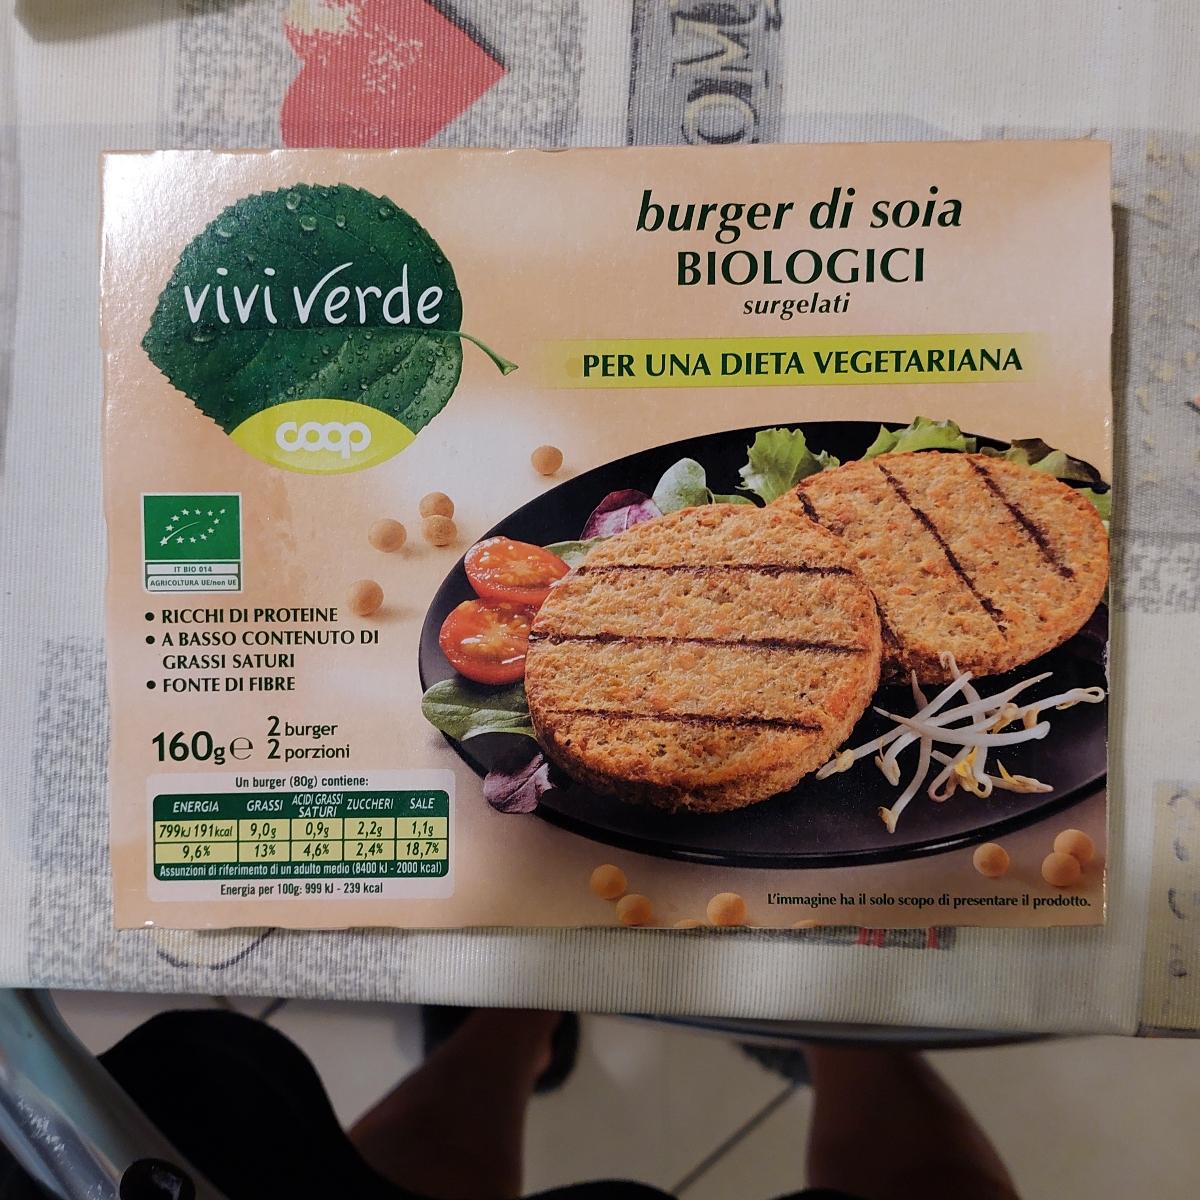 OM
vivi verde
coop
burger di soia
BIOLOGICI
surgelati
PER UNA DIETA VEGETARIANA
IT BIO 014
AGRICOLTURA UE/non UE
• RICCHI DI PROTEINE
• A BASSO CONTENUTO DI
GRASSI SATURI
• FONTE DI FIBRE
160g e
2 burger
2 porzioni
Un burger (80g) contiene:
ENERGIA GRASSI ACIDI GRASSI SATURI ZUCCHERI SALE
799kJ 191kcal 9,0g 0,9g 2,2g 1,1g
9,6% 13% 4,6% 2,4% 18,7%
Assunzioni di riferimento di un adulto medio (8400 kJ - 2000 kcal)
Energia per 100g: 999 kJ - 239 kcal
L'immagine ha il solo scopo di presentare il prodotto.